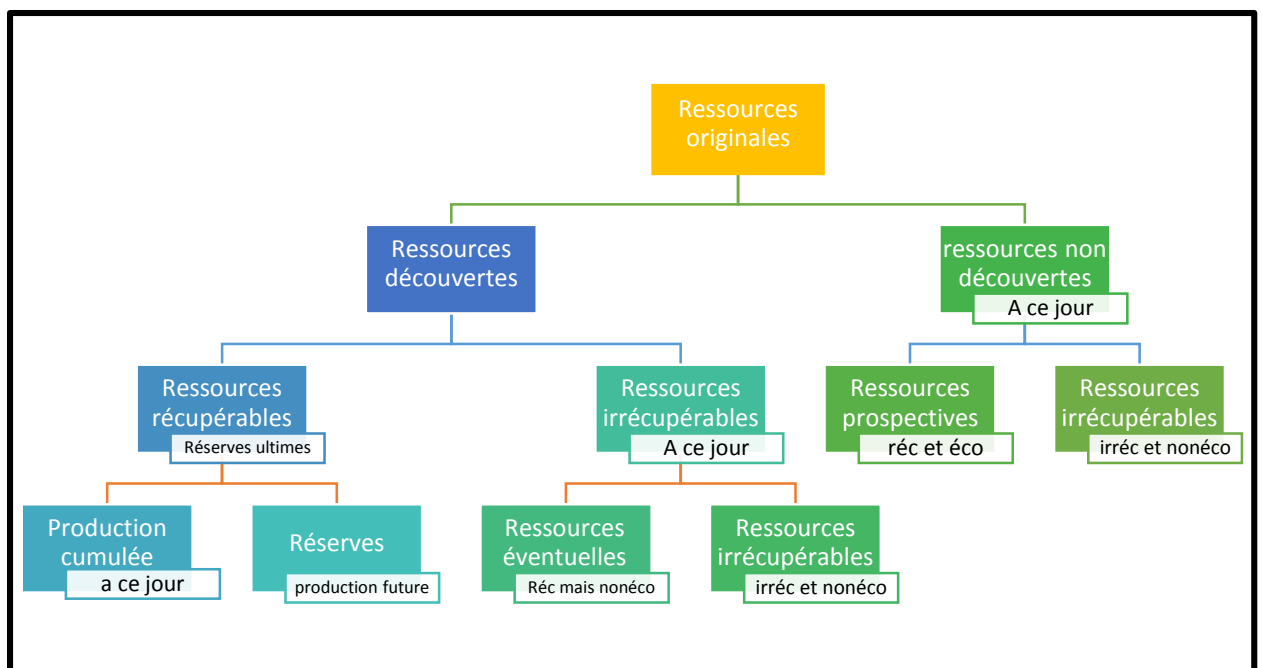 Ressources
originales
Ressources
découvertes
ressources non
découvertes
A ce jour
Ressources
récupérables
Réserves ultimes
Ressources
irrécupérables
A ce jour
Ressources
prospectives
réc et éco
Ressources
irrécupérables
irréc et nonéco
Production
cumulée
a ce jour
Réserves
production future
Ressources
éventuelles
Réc mais nonéco
Ressources
irrécupérables
irréc et nonéco